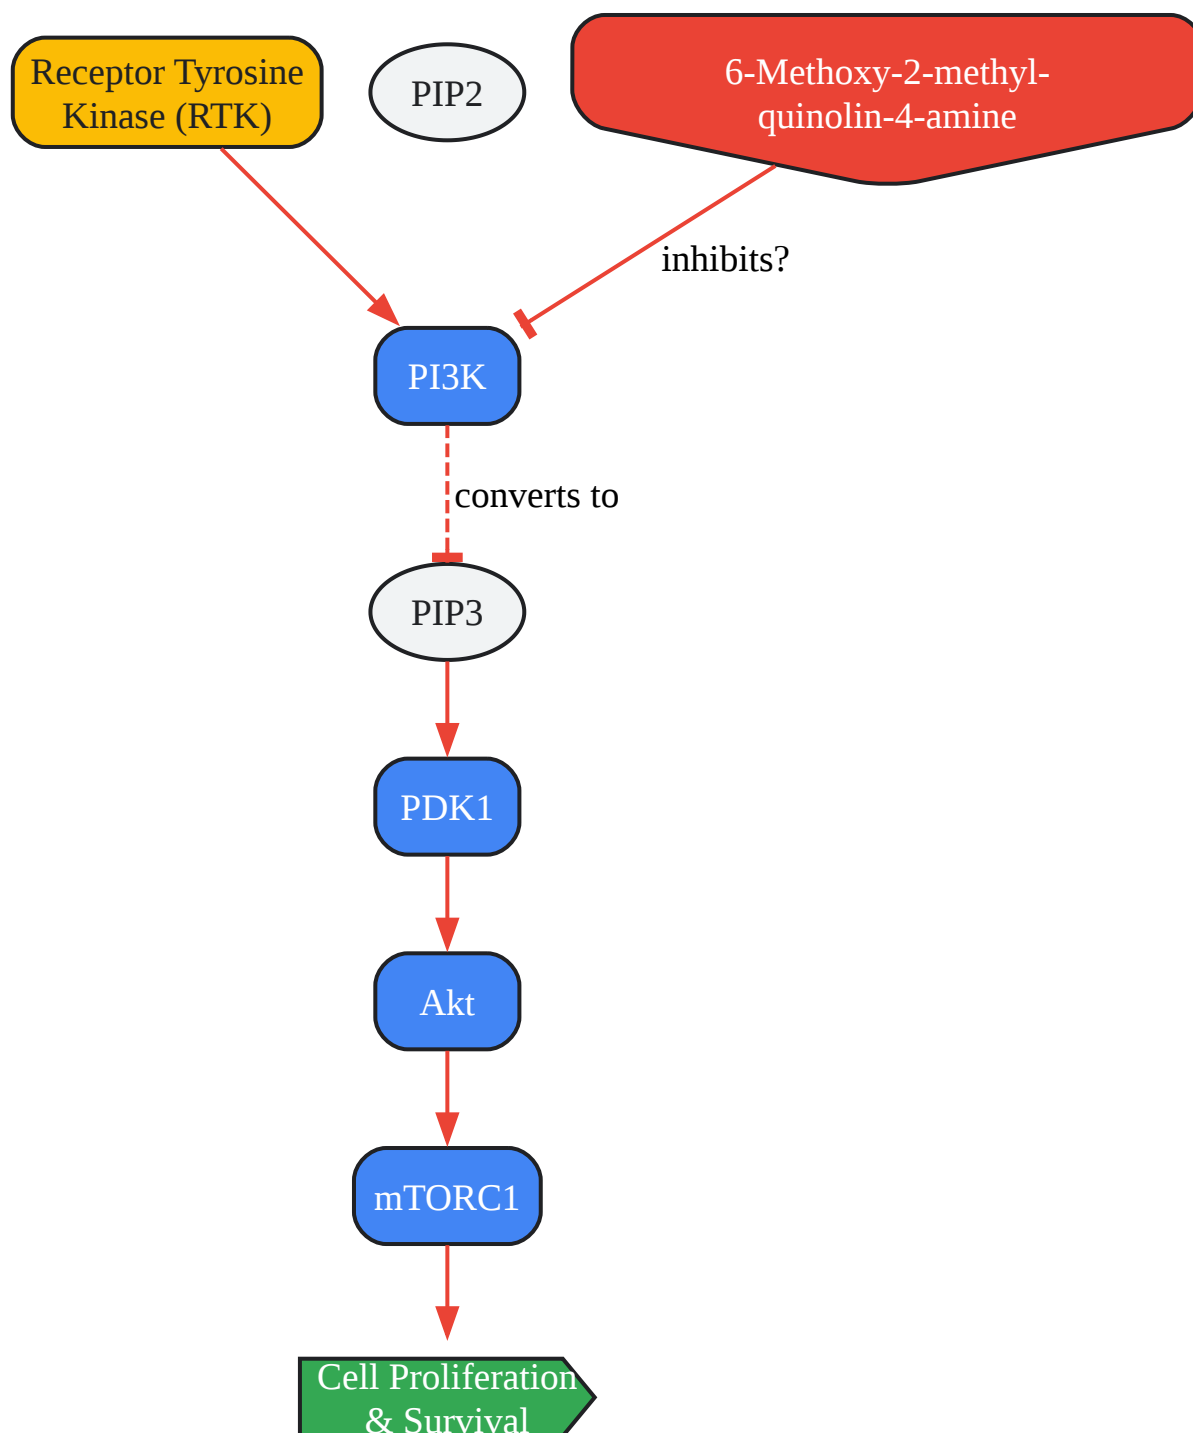 Receptor Tyrosine
Kinase (RTK)
PIP2
6-Methoxy-2-methyl-
quinolin-4-amine
inhibits?
PI3K
converts to
PIP3
PDK1
Akt
mTORC1
Cell Proliferation
& Survival